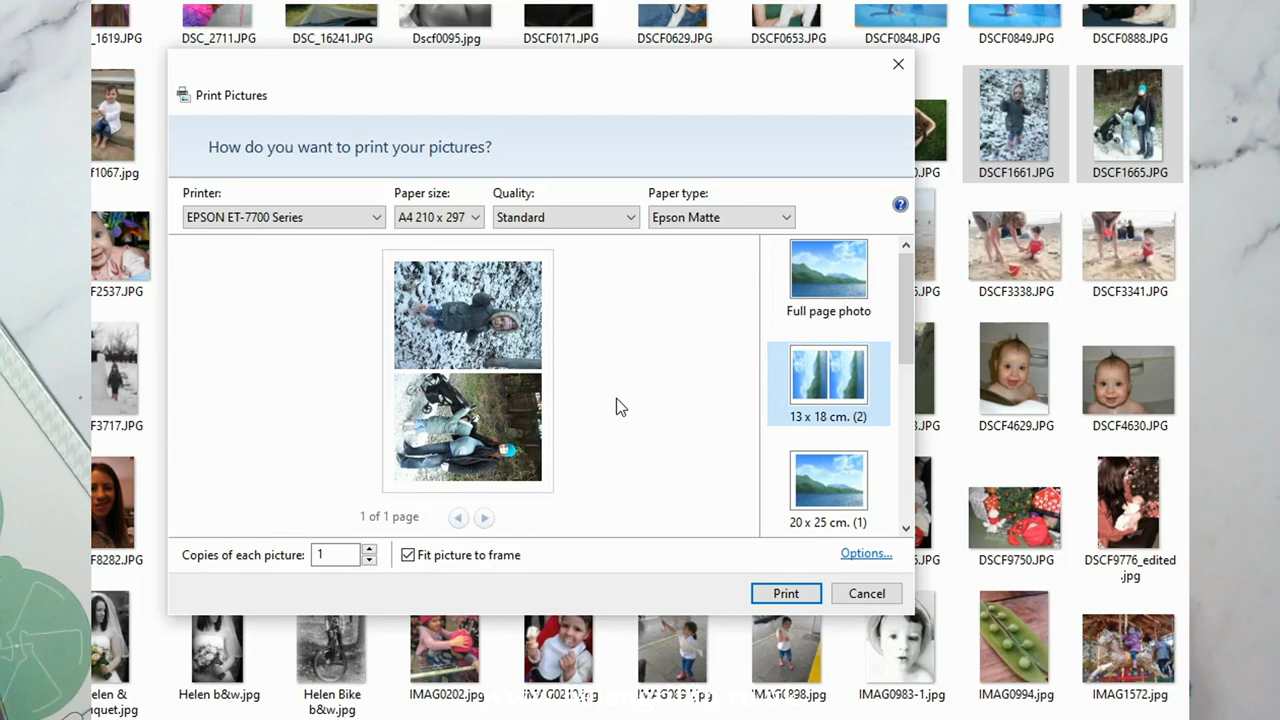 _1619.JPG
DSC_2711.JPG
DSC_16241.JPG
Dscf0095.jpg
DSCF0171.JPG
DSCF0629.JPG
DSCF0653.JPG
DSCF0848.JPG
DSCF0849.JPG
DSCF0888.JPG
Print Pictures
How do you want to print your pictures?
Printer:
Paper size:
Quality:
Paper type:
EPSON ET-7700 Series
A4 210 x 297
Standard
Epson Matte
Full page photo
13 x 18 cm. (2)
20 x 25 cm. (1)
1 of 1 page
Copies of each picture:
1
Fit picture to frame
Options...
Print
Cancel
f1067.jpg
DSCF1661.JPG
DSCF1665.JPG
F2537.JPG
DSCF3338.JPG
DSCF3341.JPG
F3717.JPG
DSCF4629.JPG
DSCF4630.JPG
F8282.JPG
DSCF9750.JPG
DSCF9776_edited
.jpg
elen &
nquet.jpg
Helen b&w.jpg
Helen Bike
b&w.jpg
IMAG0202.jpg
IMAG0983-1.jpg
IMAG0994.jpg
IMAG1572.jpg